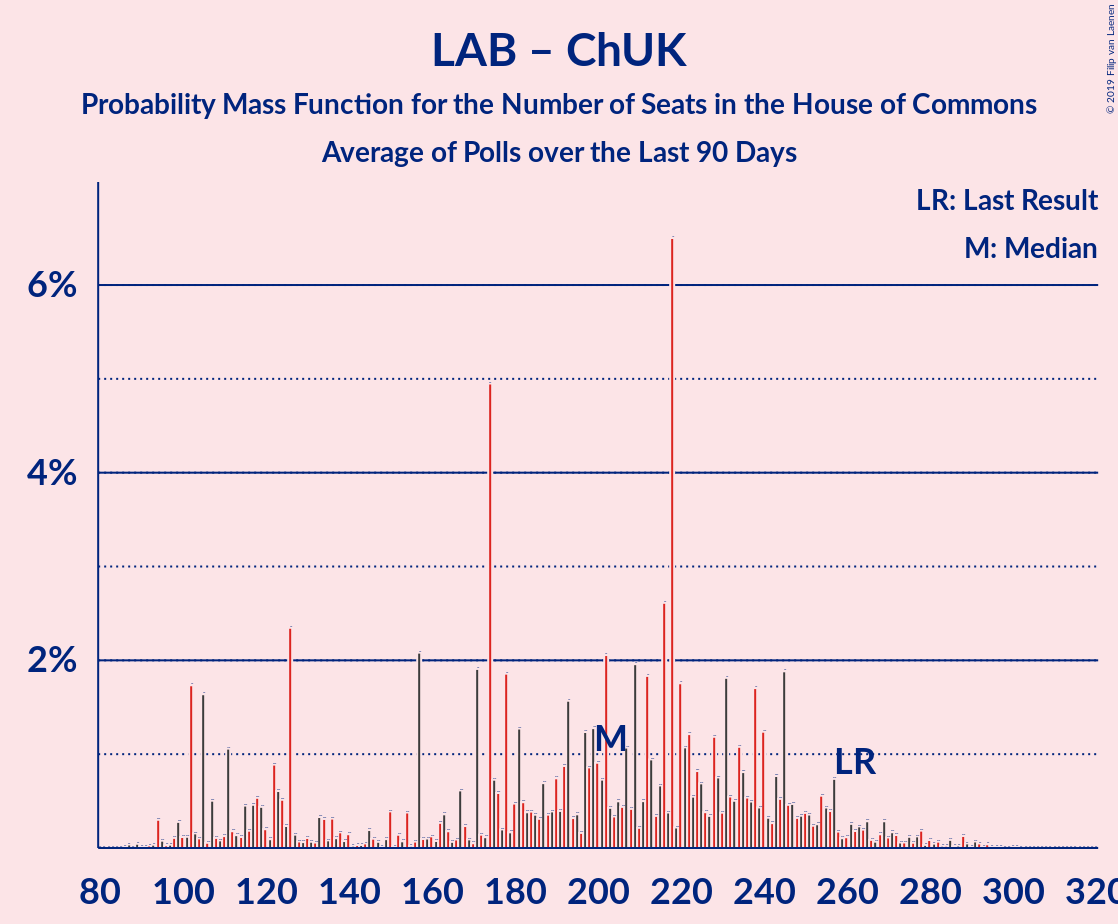 LAB – ChUK
Probability Mass Function for the Number of Seats in the House of Commons
Average of Polls over the Last 90 Days
© 2019 Filip van Laenen
LR: Last Result
M: Median
6%
4%
2%
M
LR
80 100 120 140 160 180 200 220 240 260 280 300 320